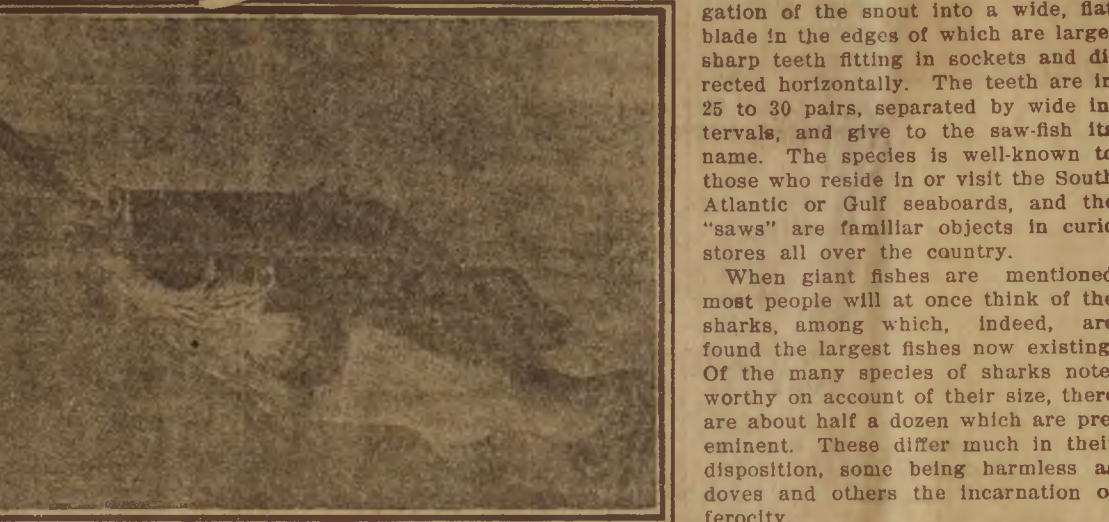 gation of the snout into a wide, flat
blade in the edges of which are large
sharp teeth fitting in sockets and di
rected horizontally. The teeth are in
25 to 30 pairs, separated by wide in
tervals, and give to the saw-fish its
name. The species is well-known to
those who reside in or visit the South
Atlantic or Gulf seaboards, and the
"saws" are familiar objects in curio
stores all over the country.
When giant fishes are mentioned
most people will at once think of the
sharks, among which, indeed, are
found the largest fishes now existing
Of the many species of sharks note
worthy on account of their size, there
are about half a dozen which are pre
eminent. These differ much in their
disposition, some being harmless as
doves and others the incarnation of
ferocity